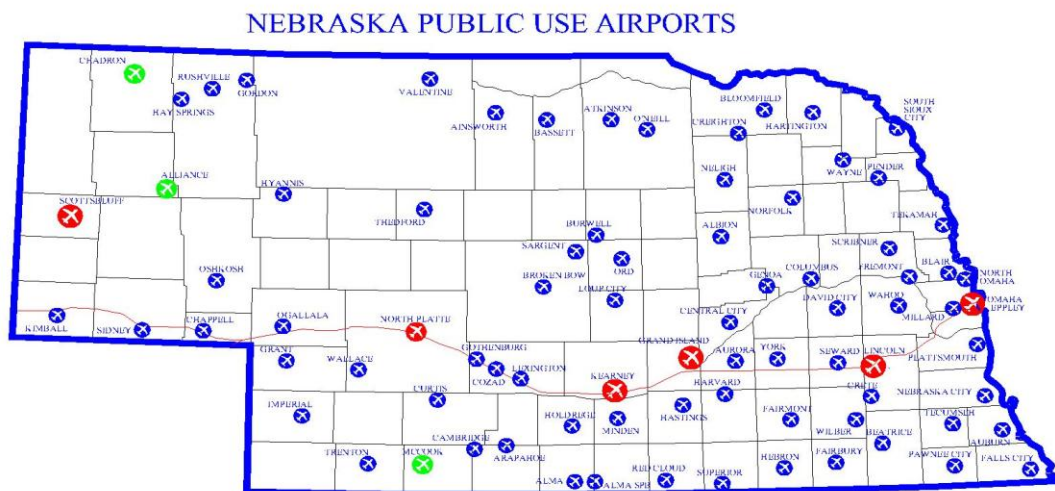 NEBRASKA PUBLIC USE AIRPORTS
CHADRON
RUSHVILLE
GORDON
HAY SPRINGS
VALENTINE
AINSWORTH
BASSETT
ATKINSON
O'NEILL
BLOOMFIELD
CREIGHTON
HARTINGTON
SOUTH
SIOUX
CITY
ALLIANCE
SCOTTSBLUFF
HYANNIS
THEDFORD
NELIGH
WAYNE
PENDER
NORFOLK
TEKAMAH
BURWELL
SARGENT
ORD
ALBION
SCRIBNER
OSHKOSH
BROKEN BOW
LOUP CITY
GENOA
COLUMBUS
FREMONT
BLAIR
NORTH
OMAHA
KIMBALL
SIDNEY
CHAPPELL
OGALLALA
NORTH PLATTE
CENTRAL CITY
DAVID CITY
WAHOO
MILLARD
OMAHA
EPPLEY
GRANT
WALLACE
GOTHENBURG
COZAD
LEXINGTON
KEARNEY
GRAND ISLAND
AURORA
YORK
SEWARD
LINCOLN
PLATTSMOUTH
IMPERIAL
CURTIS
HOLDREGE
MINDEN
HASTINGS
HARVARD
FAIRMONT
CRETE
WILBER
NEBRASKA CITY
TECUMSEH
AUBURN
TRENTON
MCCOOK
CAMBRIDGE
ARAPAHOE
ALMA
ALMA SPB
RED CLOUD
SUPERIOR
HEBRON
FAIRBURY
BEATRICE
PAWNEE CITY
FALLS CITY